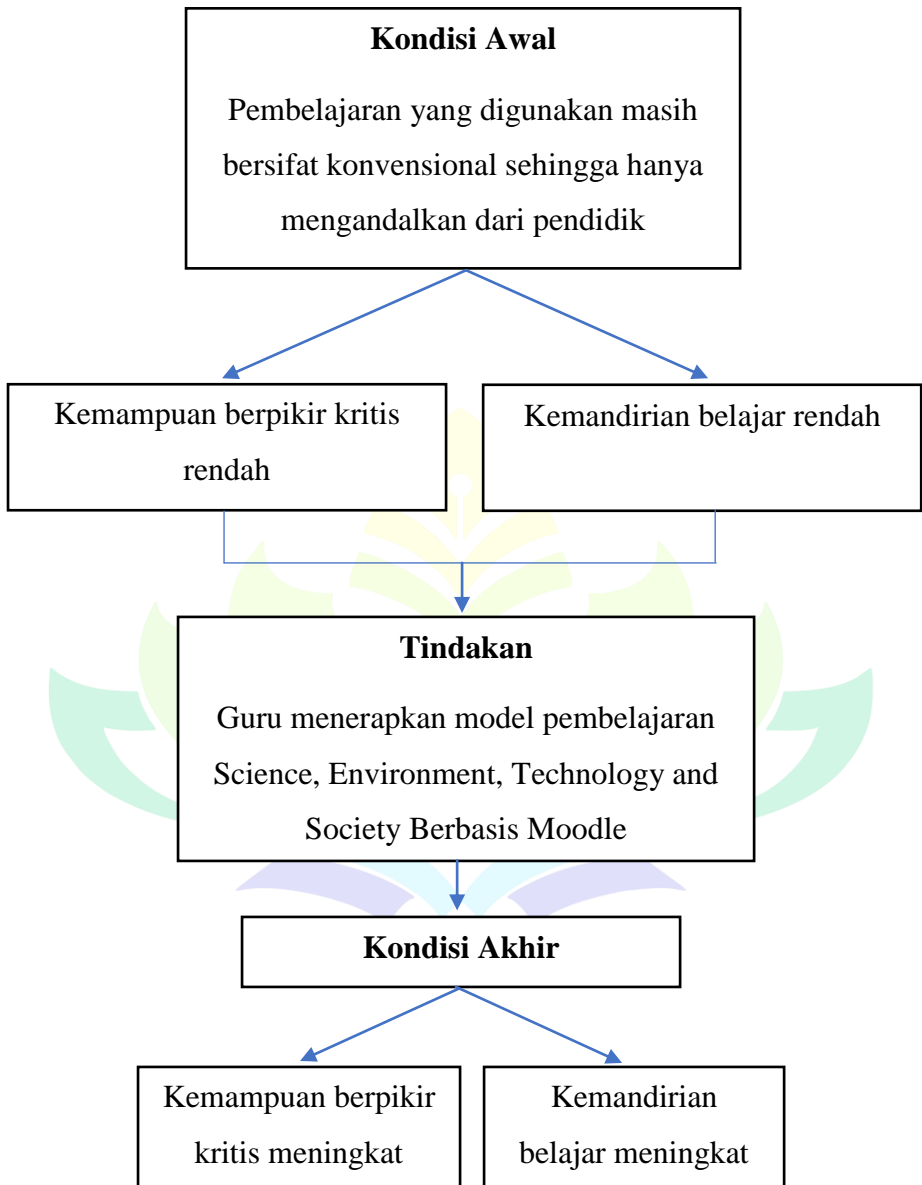 Kondisi Awal
Pembelajaran yang digunakan masih
bersifat konvensional sehingga hanya
mengandalkan dari pendidik
Kemampuan berpikir kritis
rendah
Kemandirian belajar rendah
Tindakan
Guru menerapkan model pembelajaran
Science, Environment, Technology and
Society Berbasis Moodle
Kondisi Akhir
Kemampuan berpikir
kritis meningkat
Kemandirian
belajar meningkat